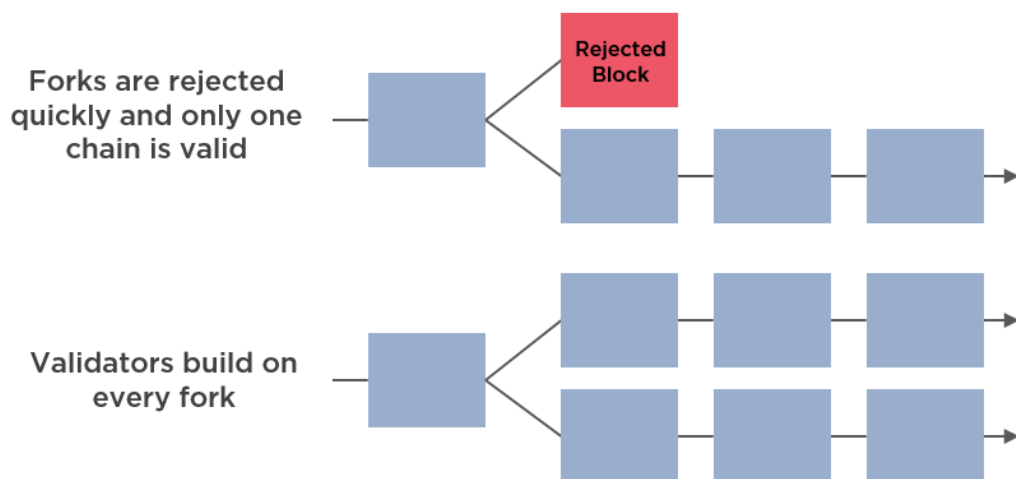 Forks are rejected
quickly and only one
chain is valid
Rejected
Block
Validators build on
every fork